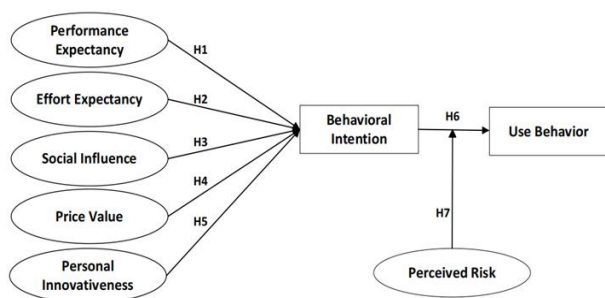 Performance
Expectancy
H1
Effort Expectancy
H2
Social Influence
H3
Price Value
H4
Personal
Innovativeness
H5
Behavioral
Intention
H6
Use Behavior
H7
Perceived Risk